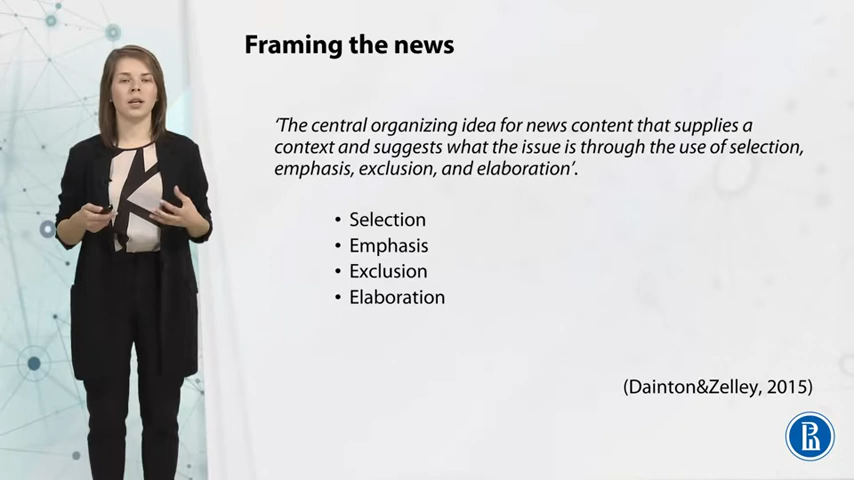 Framing the news
‘The central organizing idea for news content that supplies a
context and suggests what the issue is through the use of selection,
emphasis, exclusion, and elaboration’.
• Selection
• Emphasis
• Exclusion
• Elaboration
(Dainton&Zelley, 2015)